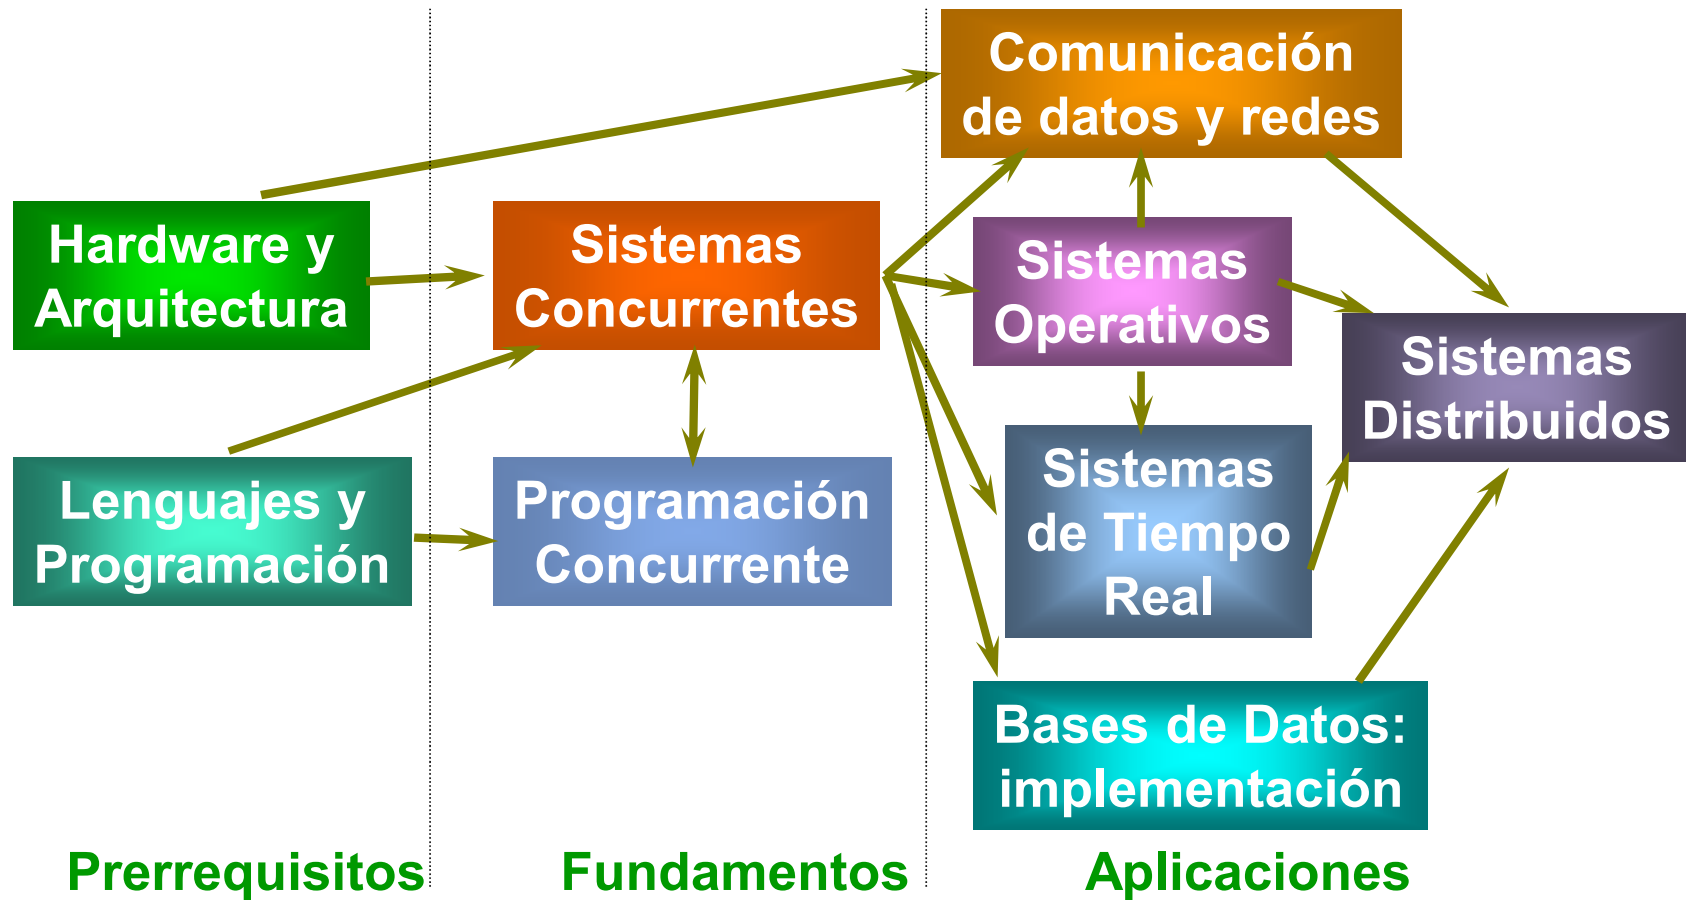 Comunicación
de datos y redes
Hardware y
Arquitectura
Sistemas
Concurrentes
Sistemas
Operativos
Sistemas
Distribuidos
Lenguajes y
Programación
Programación
Concurrente
Sistemas
de Tiempo
Real
Bases de Datos:
implementación
Prerrequisitos
Fundamentos
Aplicaciones